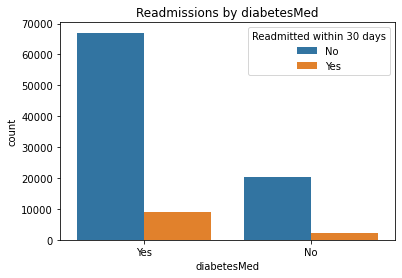 Readmissions by diabetesMed
Readmitted within 30 days
No
Yes
70000
60000
50000
40000
30000
20000
10000
0
count
Yes
No
diabetesMed